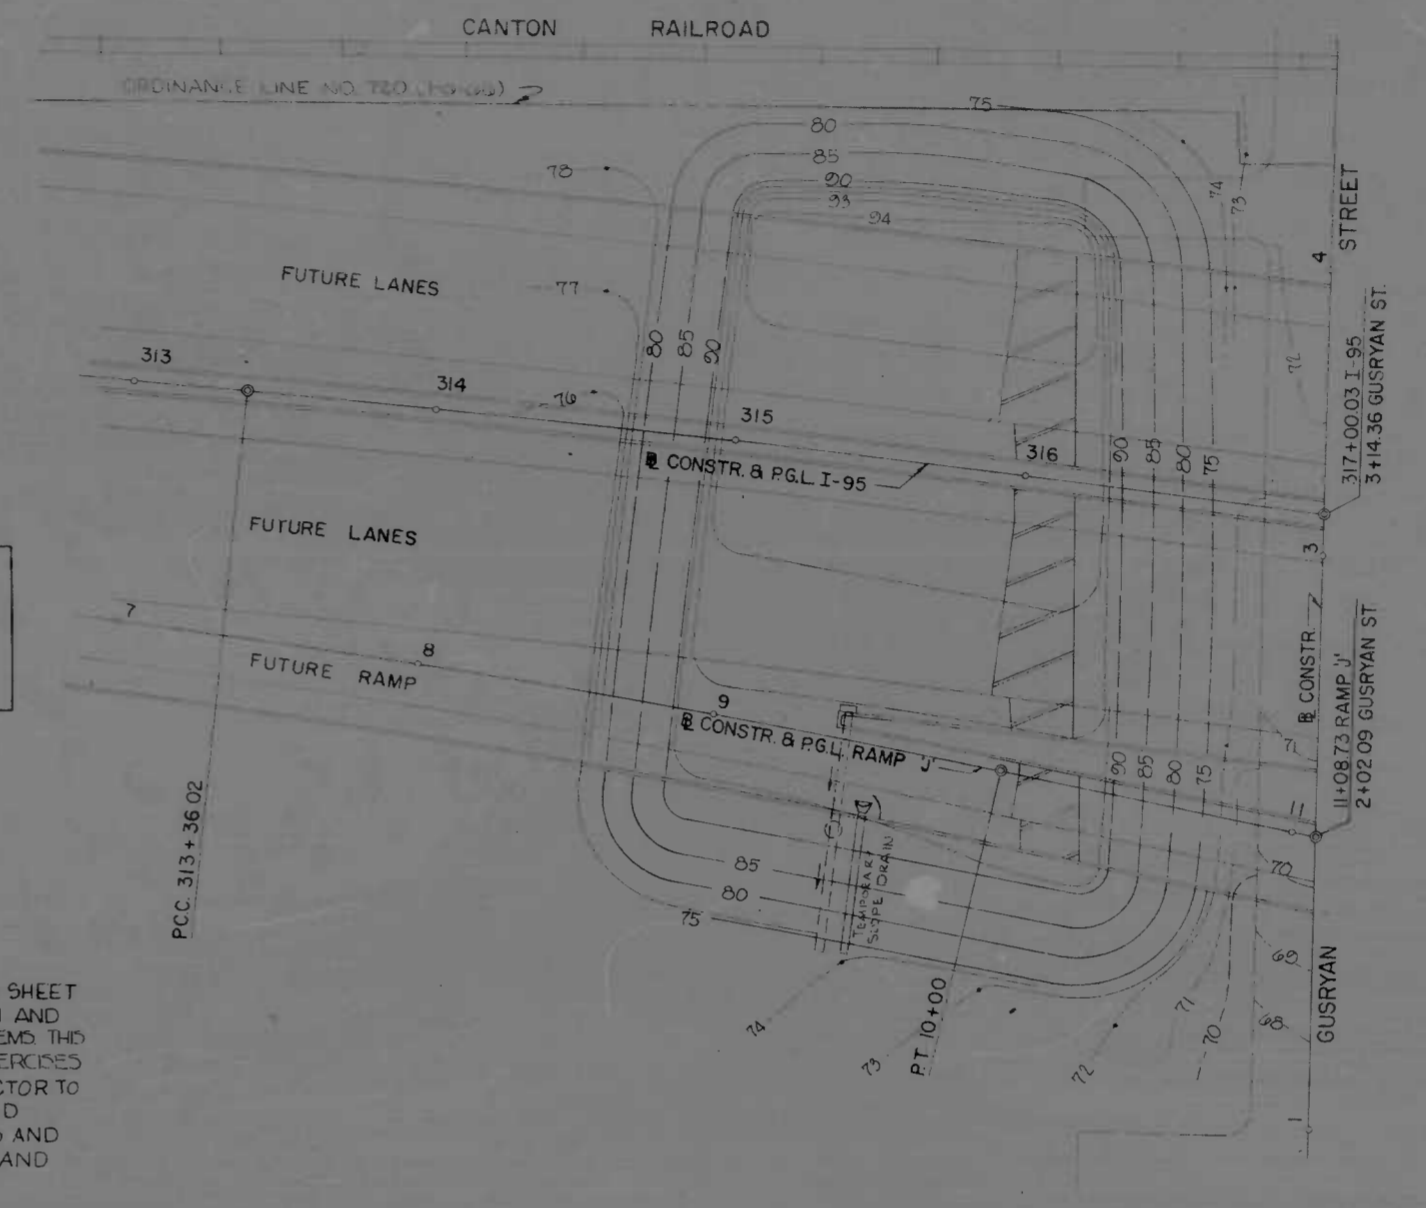 CANTON RAILROAD
ORDINANCE LINE NO. 720
75
80
85
90
93
94
78
74
73
STREET
4
FUTURE LANES
77
80
85
90
72
313
314
76
315
316
90
85
80
75
317+00.03 I-95
3+14.36 GUSRYAN ST.
℄ CONSTR. & P.G.L. I-95
FUTURE LANES
3
7
8
FUTURE RAMP
9
℄ CONSTR. & P.G.L. RAMP 'J'
℄ CONSTR.
71
90
85
80
75
11+08.73 RAMP 'J'
2+02.09 GUSRYAN ST
11
PCC. 313+36.02
85
80
75
TEMPORARY
SLOPE DRAIN
70
69
68
GUSRYAN
74
73
P.T. 10+00
72
71
70
1
SHEET
AND
EMS. THIS
ERCISES
CTOR TO
D
AND
AND